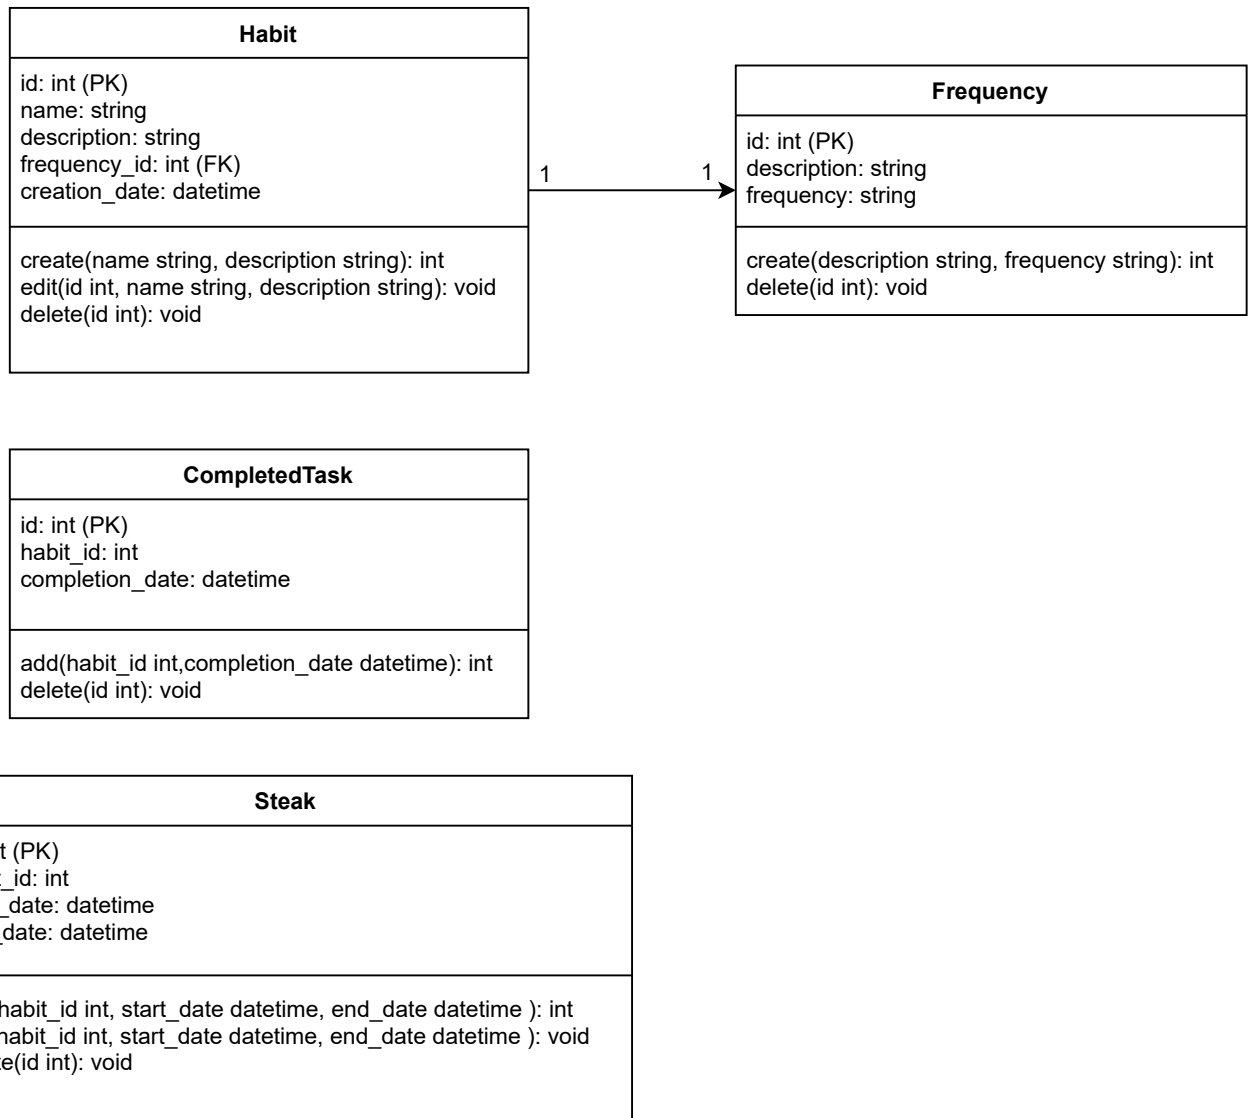 Habit
id: int (PK)
name: string
description: string
frequency_id: int (FK)
creation_date: datetime
create(name string, description string): int
edit(id int, name string, description string): void
delete(id int): void
1
1
Frequency
id: int (PK)
description: string
frequency: string
create(description string, frequency string): int
delete(id int): void
CompletedTask
id: int (PK)
habit_id: int
completion_date: datetime
add(habit_id int,completion_date datetime): int
delete(id int): void
Steak
t (PK)
_id: int
_date: datetime
_date: datetime
habit_id int, start_date datetime, end_date datetime ): int
habit_id int, start_date datetime, end_date datetime ): void
e(id int): void